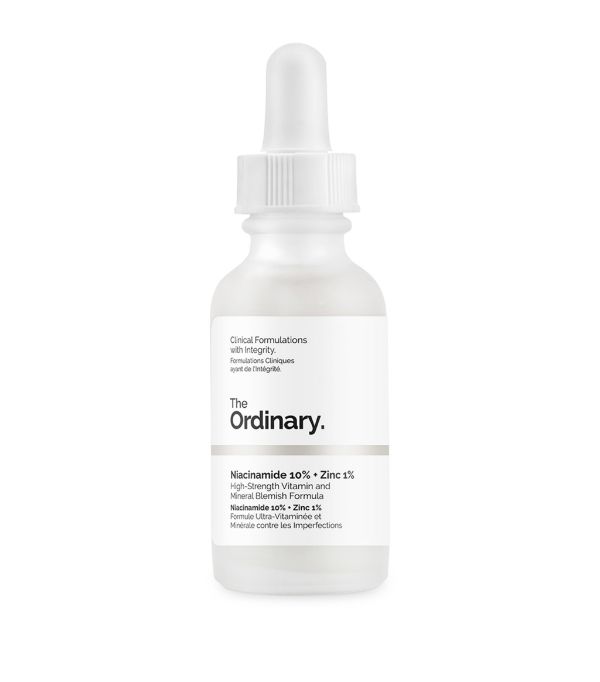 Clinical Formulations
with Integrity.
Formulations Cliniques
ayant de l'Intégrité.
The
Ordinary.
Niacinamide 10% + Zinc 1%
High-Strength Vitamin and
Mineral Blemish Formula
Niacinamide 10% + Zinc 1%
Formule Ultra-Vitaminée et
Minérale contre les Imperfections